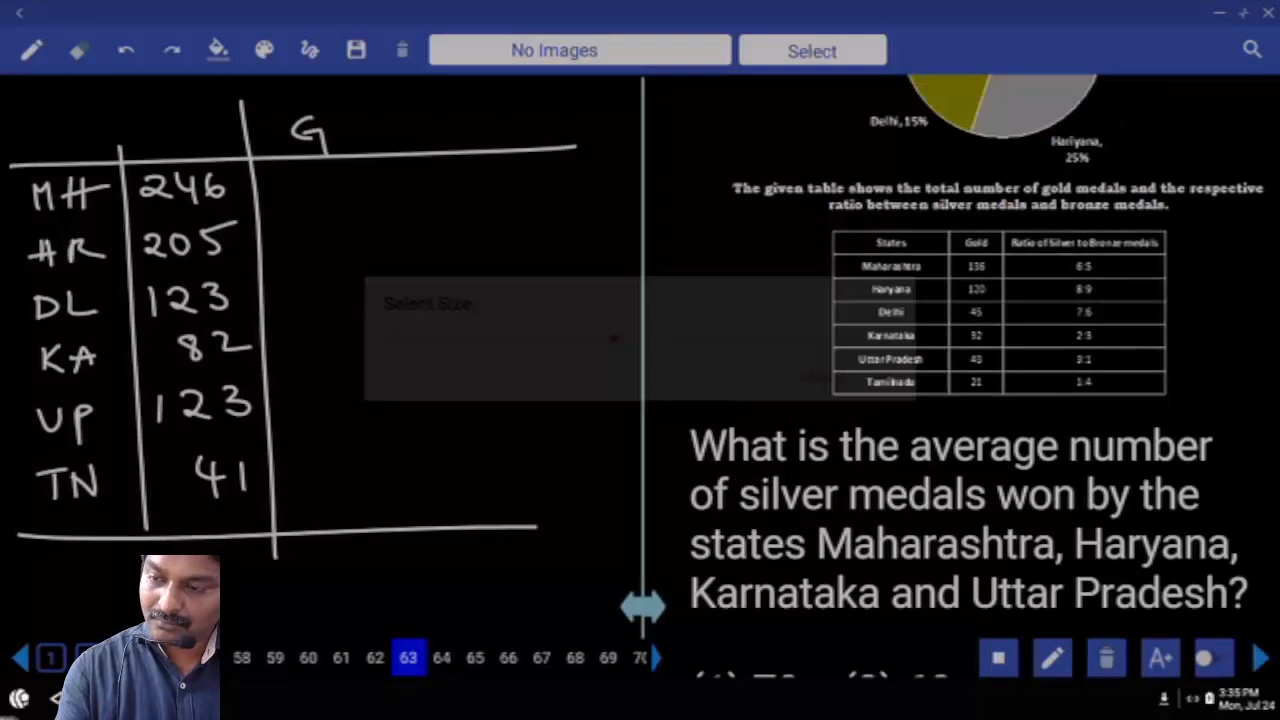 No Images
Select
G
MH 246
HR 205
DL 123
KA 82
UP 123
TN 41
Select Size
Delhi, 15%
Hariyana,
25%
The given table shows the total number of gold medals and the respective
ratio between silver medals and bronze medals.
States Gold Ratio of Silver to Bronze medals
Maharashtra 136 6:5
Haryana 120 8:9
Delhi 45 7:6
Karnataka 32 2:3
Uttar Pradesh 43 3:1
Tamilnadu 21 1:4
What is the average number
of silver medals won by the
states Maharashtra, Haryana,
Karnataka and Uttar Pradesh?
1 58 59 60 61 62 63 64 65 66 67 68 69
A+
3:35 PM
Mon, Jul 24